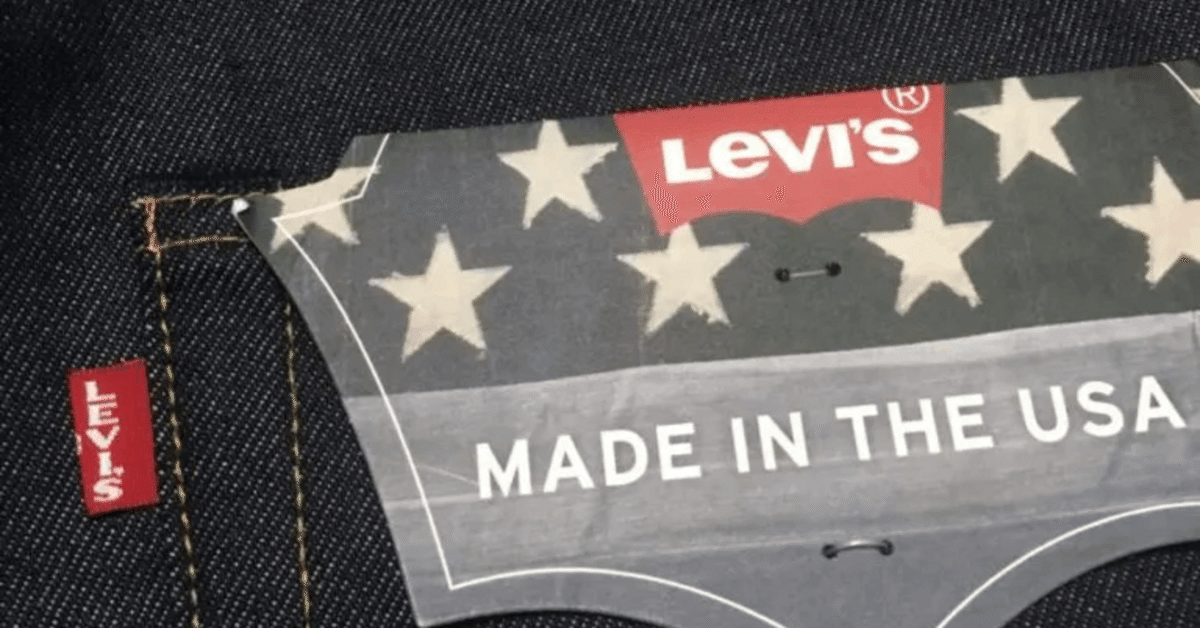 LEVI'S
®
MADE IN THE USA
LEVI'S